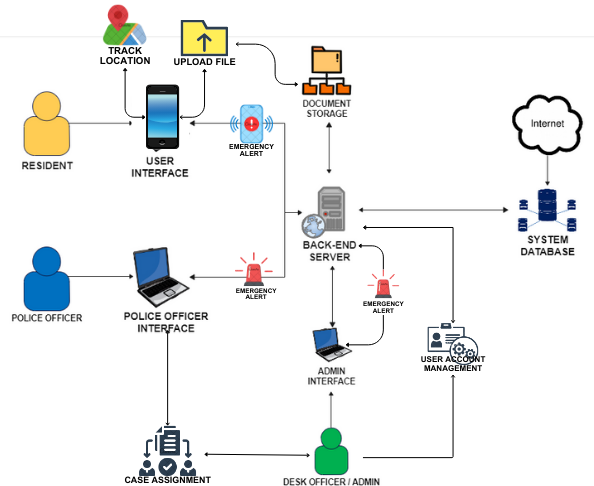 TRACK
LOCATION
UPLOAD FILE
DOCUMENT
STORAGE
Internet
EMERGENCY
ALERT
RESIDENT
USER
INTERFACE
BACK-END
SERVER
SYSTEM
DATABASE
EMERGENCY
ALERT
POLICE OFFICER
POLICE OFFICER
INTERFACE
EMERGENCY
ALERT
ADMIN
INTERFACE
USER ACCOUNT
MANAGEMENT
CASE ASSIGNMENT
DESK OFFICER / ADMIN